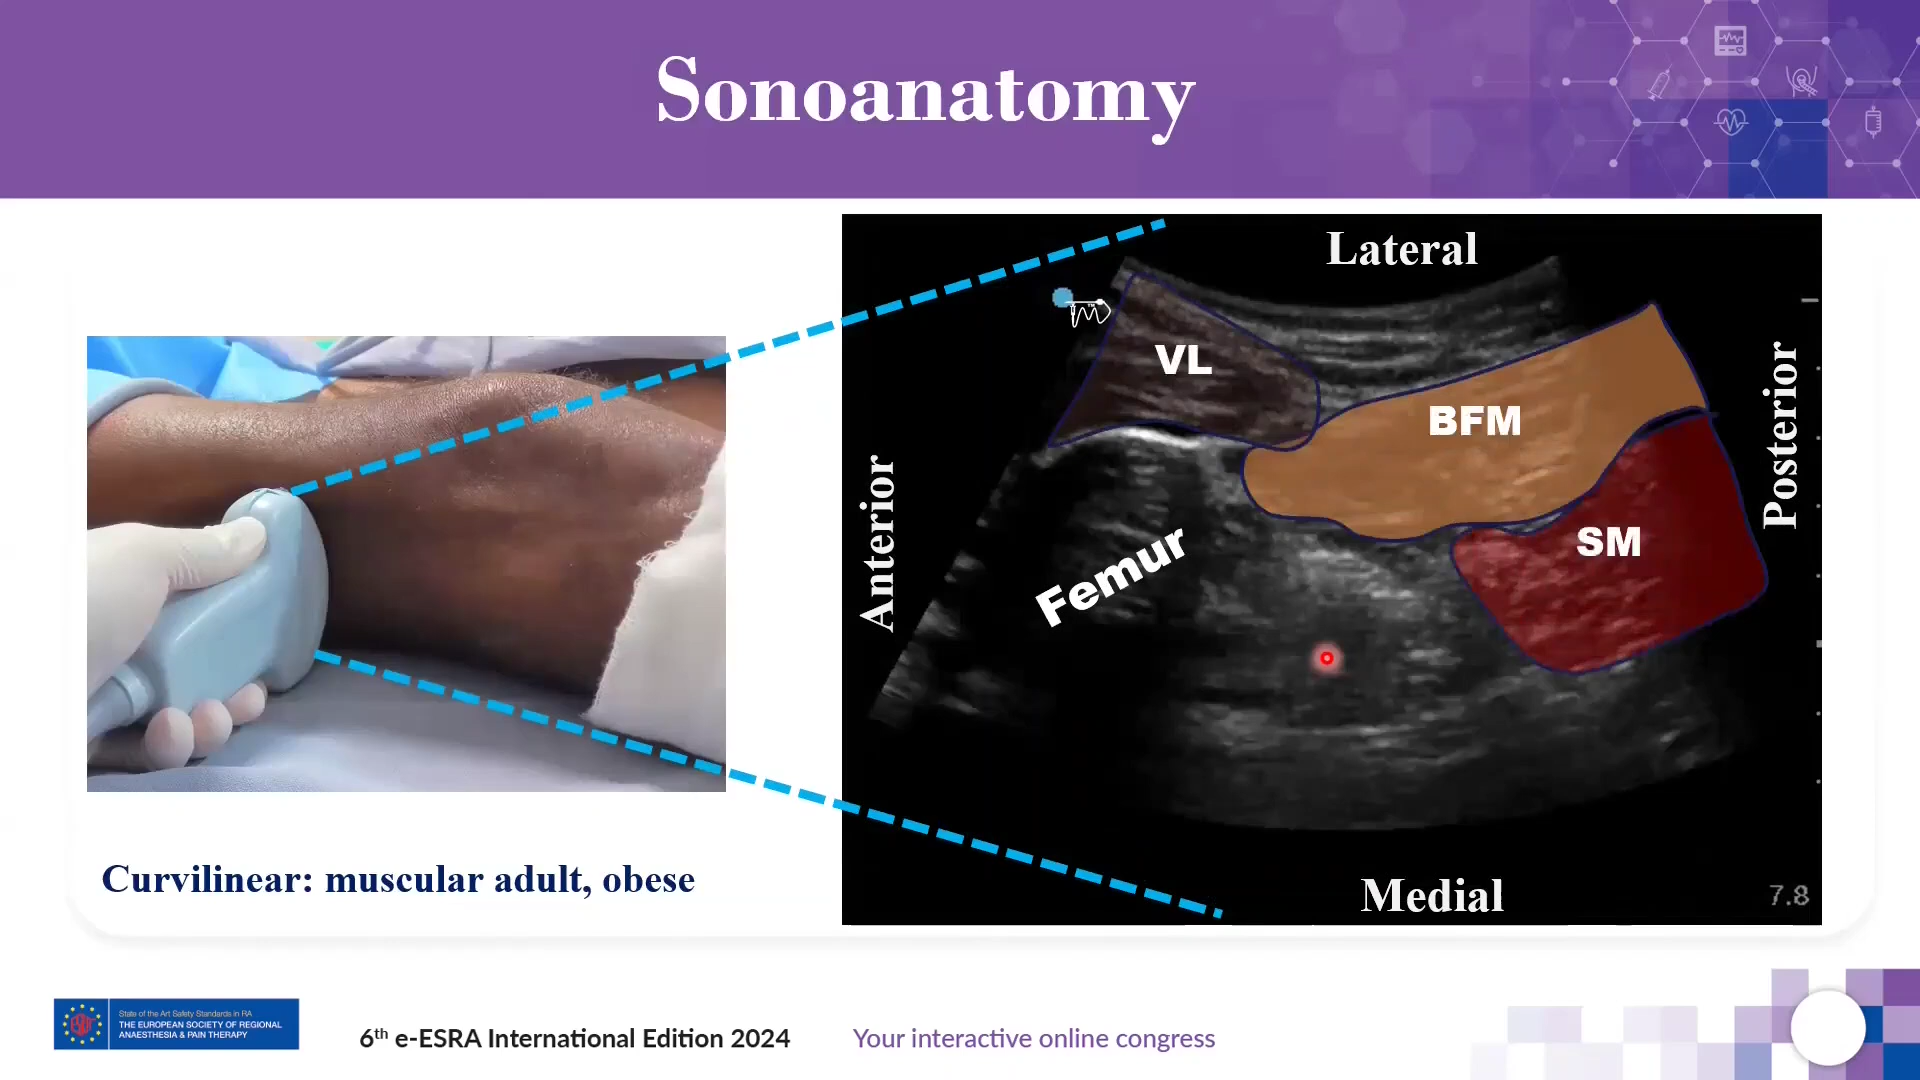 Sonoanatomy
Lateral
VL
BFM
Posterior
SM
Anterior
Femur
Medial
7.8
Curvilinear: muscular adult, obese
State of the Art Safety Standards in RA
THE EUROPEAN SOCIETY OF REGIONAL
ANAESTHESIA & PAIN THERAPY
6th e-ESRA International Edition 2024
Your interactive online congress